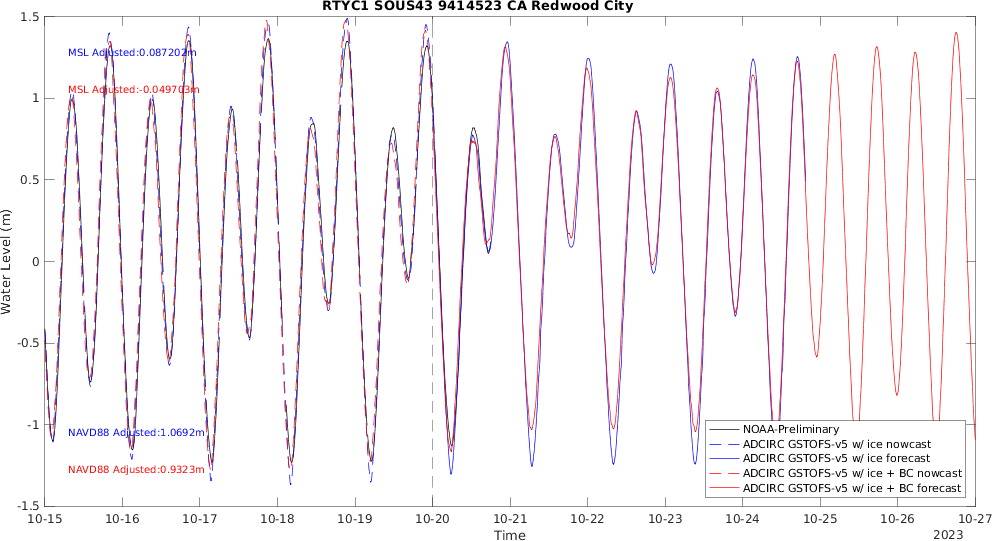 RTYC1 SOUS43 9414523 CA Redwood City
1.5
1
0.5
0
-0.5
-1
-1.5
Water Level (m)
MSL Adjusted:0.087202m
MSL Adjusted:-0.049703m
NAVD88 Adjusted:1.0692m
NAVD88 Adjusted:0.9323m
NOAA-Preliminary
ADCIRC GSTOFS-v5 w/ ice nowcast
ADCIRC GSTOFS-v5 w/ ice forecast
ADCIRC GSTOFS-v5 w/ ice + BC nowcast
ADCIRC GSTOFS-v5 w/ ice + BC forecast
10-15 10-16 10-17 10-18 10-19 10-20 10-21 10-22 10-23 10-24 10-25 10-26 10-27
Time
2023